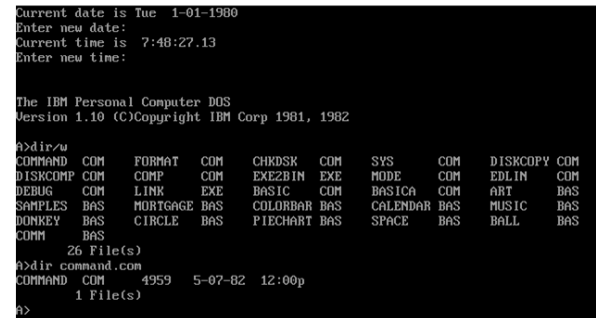 Current date is Tue  1-01-1980
Enter new date:
Current time is  7:48:27.13
Enter new time:
The IBM Personal Computer DOS
Version 1.10 (C)Copyright IBM Corp 1981, 1982
A>dir/w
COMMAND  COM     FORMAT   COM     CHKDSK   COM     SYS      COM     DISKCOPY COM
DISKCOMP COM     COMP     COM     EXE2BIN  EXE     MODE     COM     EDLIN    COM
DEBUG    COM     LINK     EXE     BASIC    COM     BASICA   COM     ART      BAS
SAMPLES  BAS     MORTGAGE BAS     COLORBAR BAS     CALENDAR BAS     MUSIC    BAS
DONKEY   BAS     CIRCLE   BAS     PIECHART BAS     SPACE    BAS     BALL     BAS
COMM     BAS
       26 File(s)
A>dir command.com
COMMAND  COM     4959   5-07-82  12:00p
        1 File(s)
A>